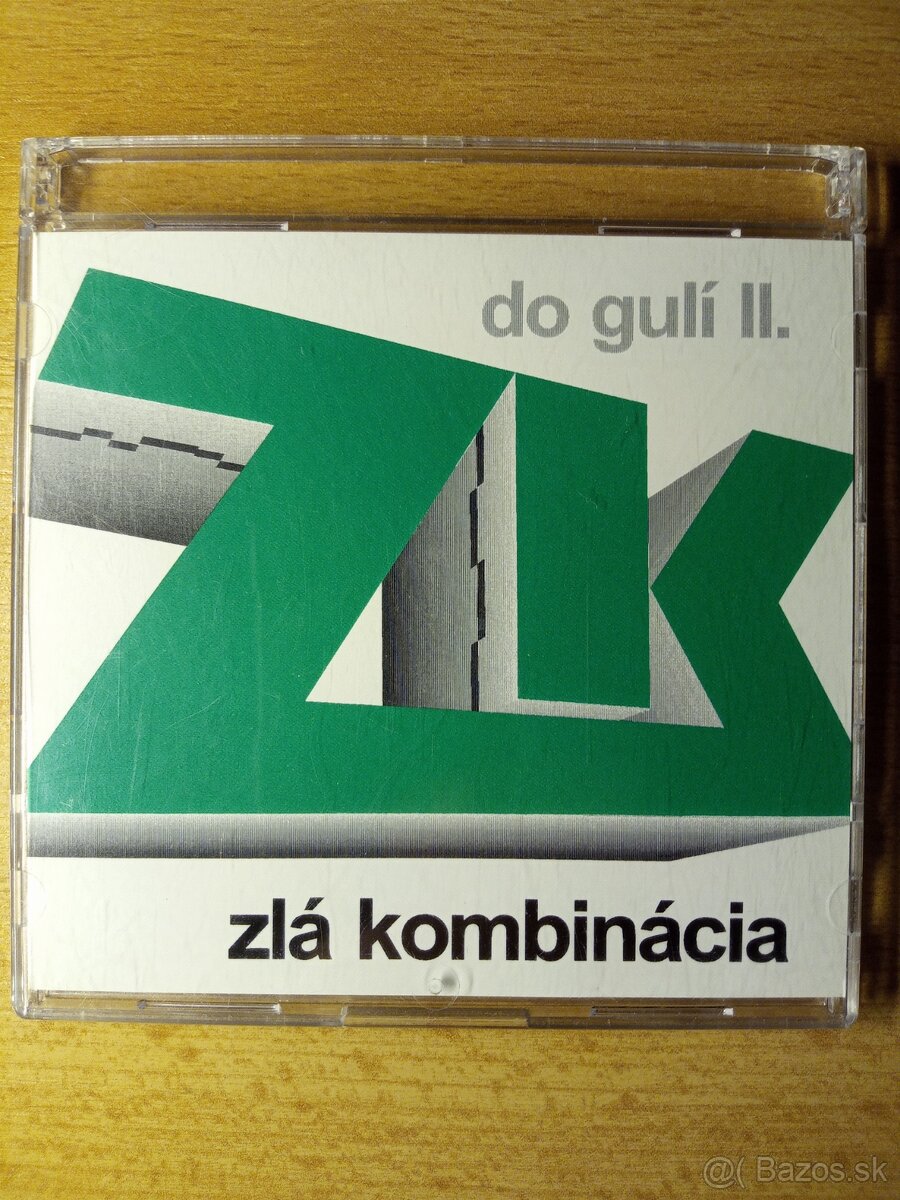 do gulí II.
Zk
zlá kombinácia
@( Bazos.sk